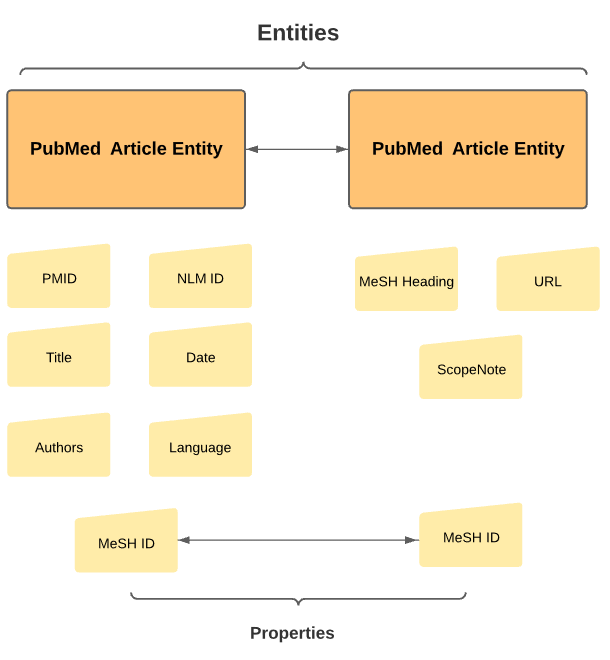 Entities
PubMed  Article Entity
PubMed  Article Entity
PMID
NLM ID
MeSH Heading
URL
Title
Date
ScopeNote
Authors
Language
MeSH ID
MeSH ID
Properties